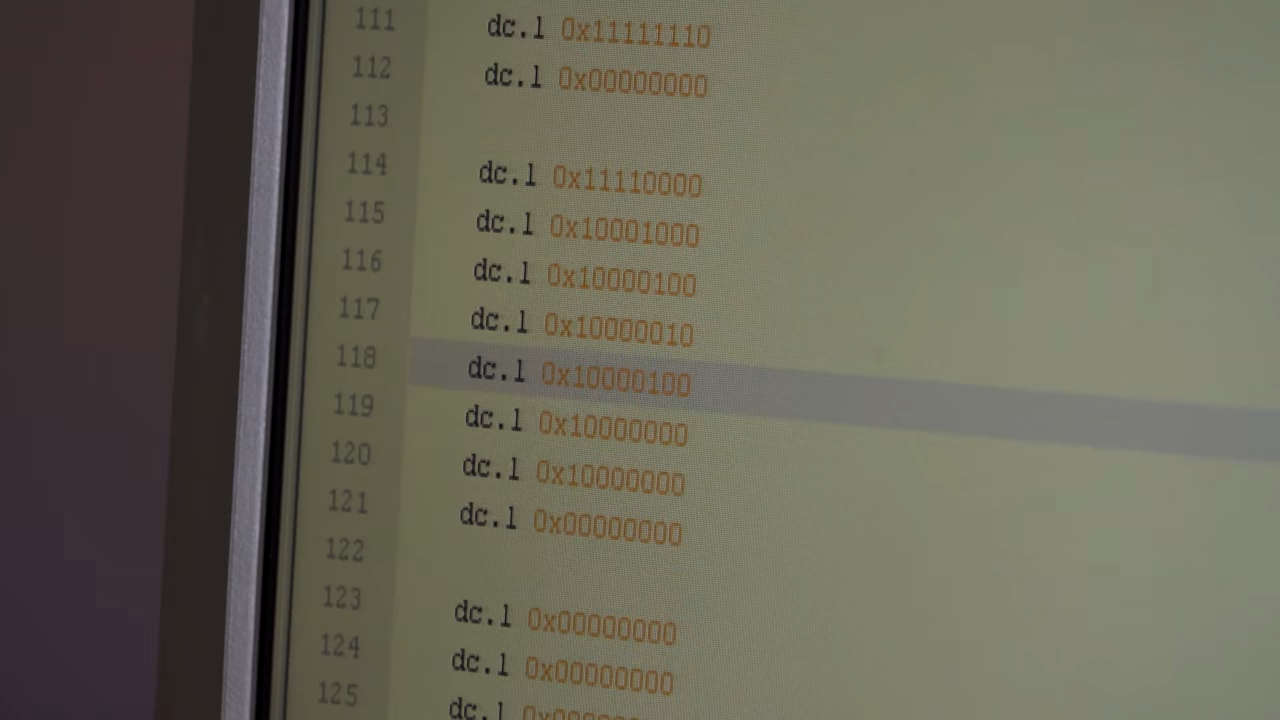 111 dc.l 0x11111110
112 dc.l 0x00000000
113
114 dc.l 0x11110000
115 dc.l 0x10001000
116 dc.l 0x10000100
117 dc.l 0x10000010
118 dc.l 0x10000100
119 dc.l 0x10000000
120 dc.l 0x10000000
121 dc.l 0x00000000
122
123 dc.l 0x00000000
124 dc.l 0x00000000
125 dc.l